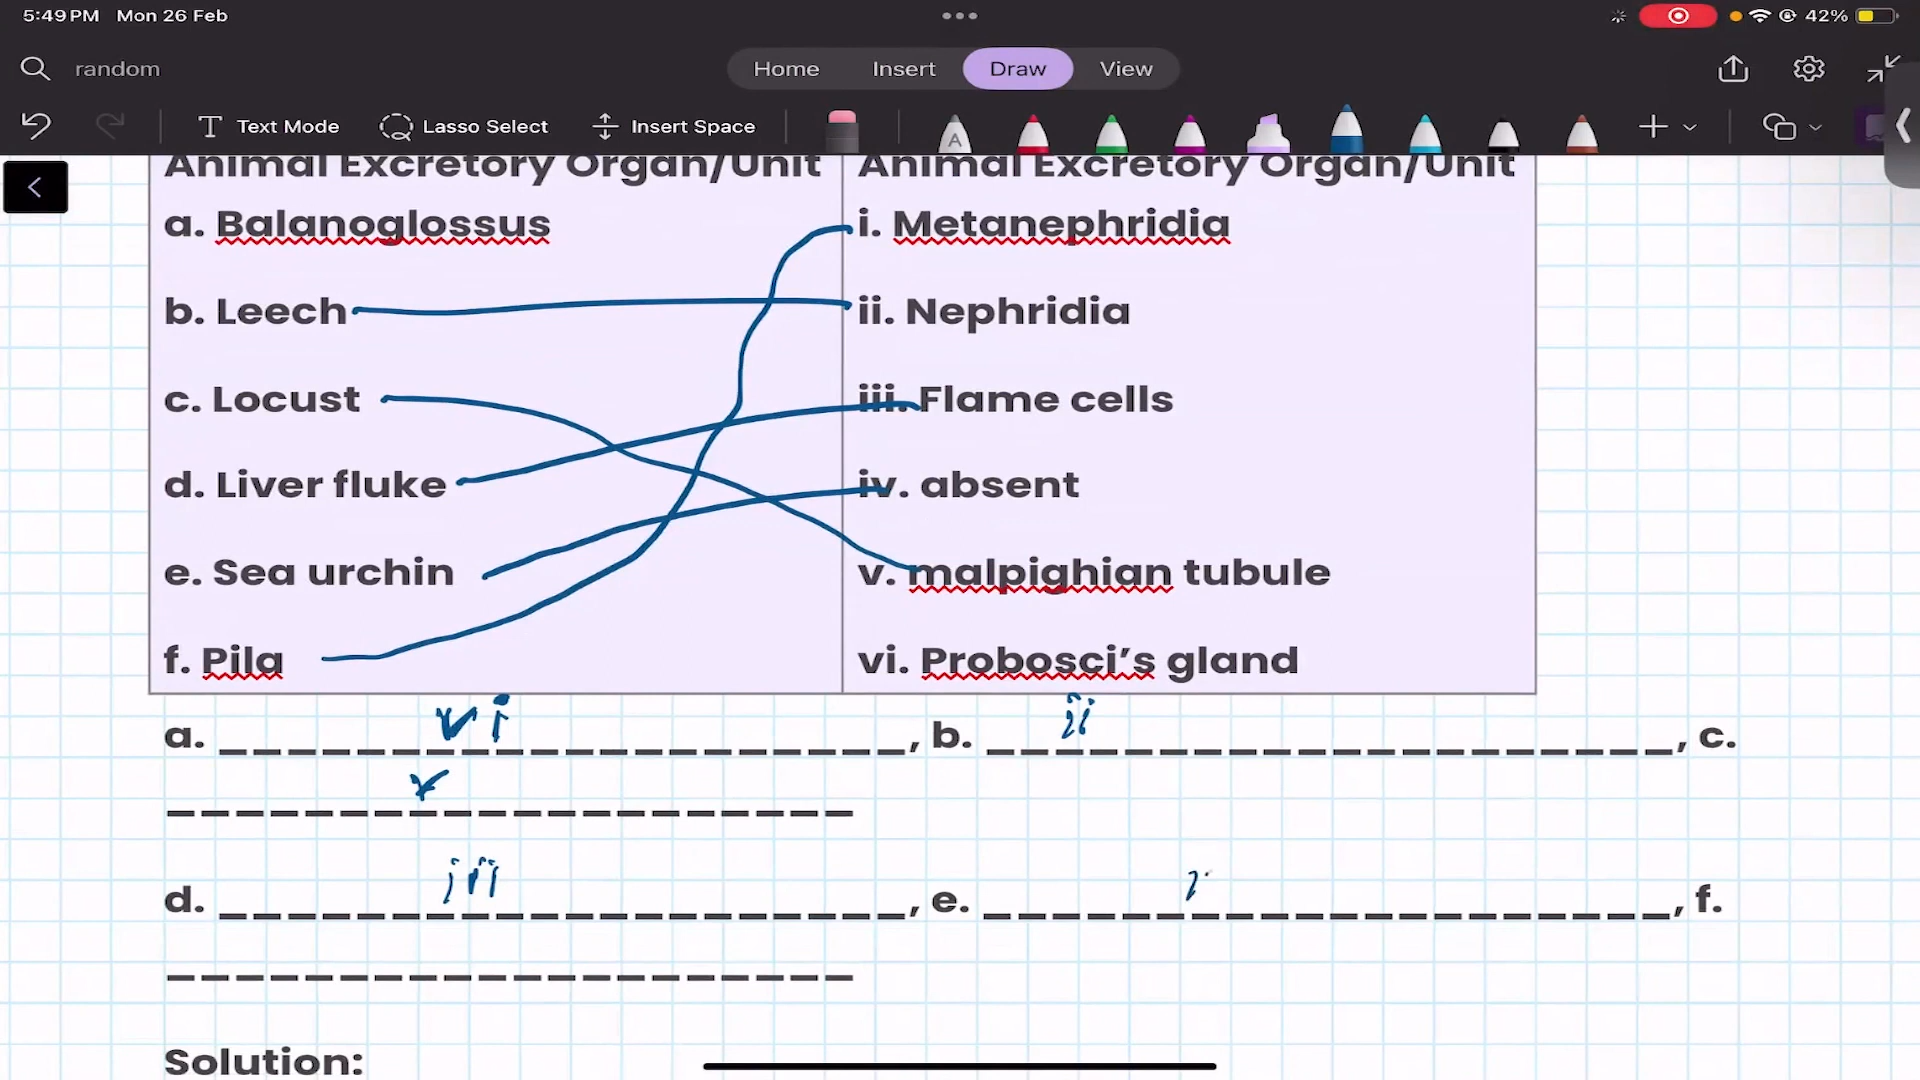 5:49 PM Mon 26 Feb 42%
random Home Insert Draw View
T Text Mode Lasso Select Insert Space A
Animal Excretory Organ/Unit Animal Excretory Organ/Unit
a. Balanoglossus i. Metanephridia
b. Leech ii. Nephridia
c. Locust iii. Flame cells
d. Liver fluke iv. absent
e. Sea urchin v. malpighian tubule
f. Pila vi. Probosci's gland
a. vi, b. ii, c.
v
d. iii, e. , f.
Solution: